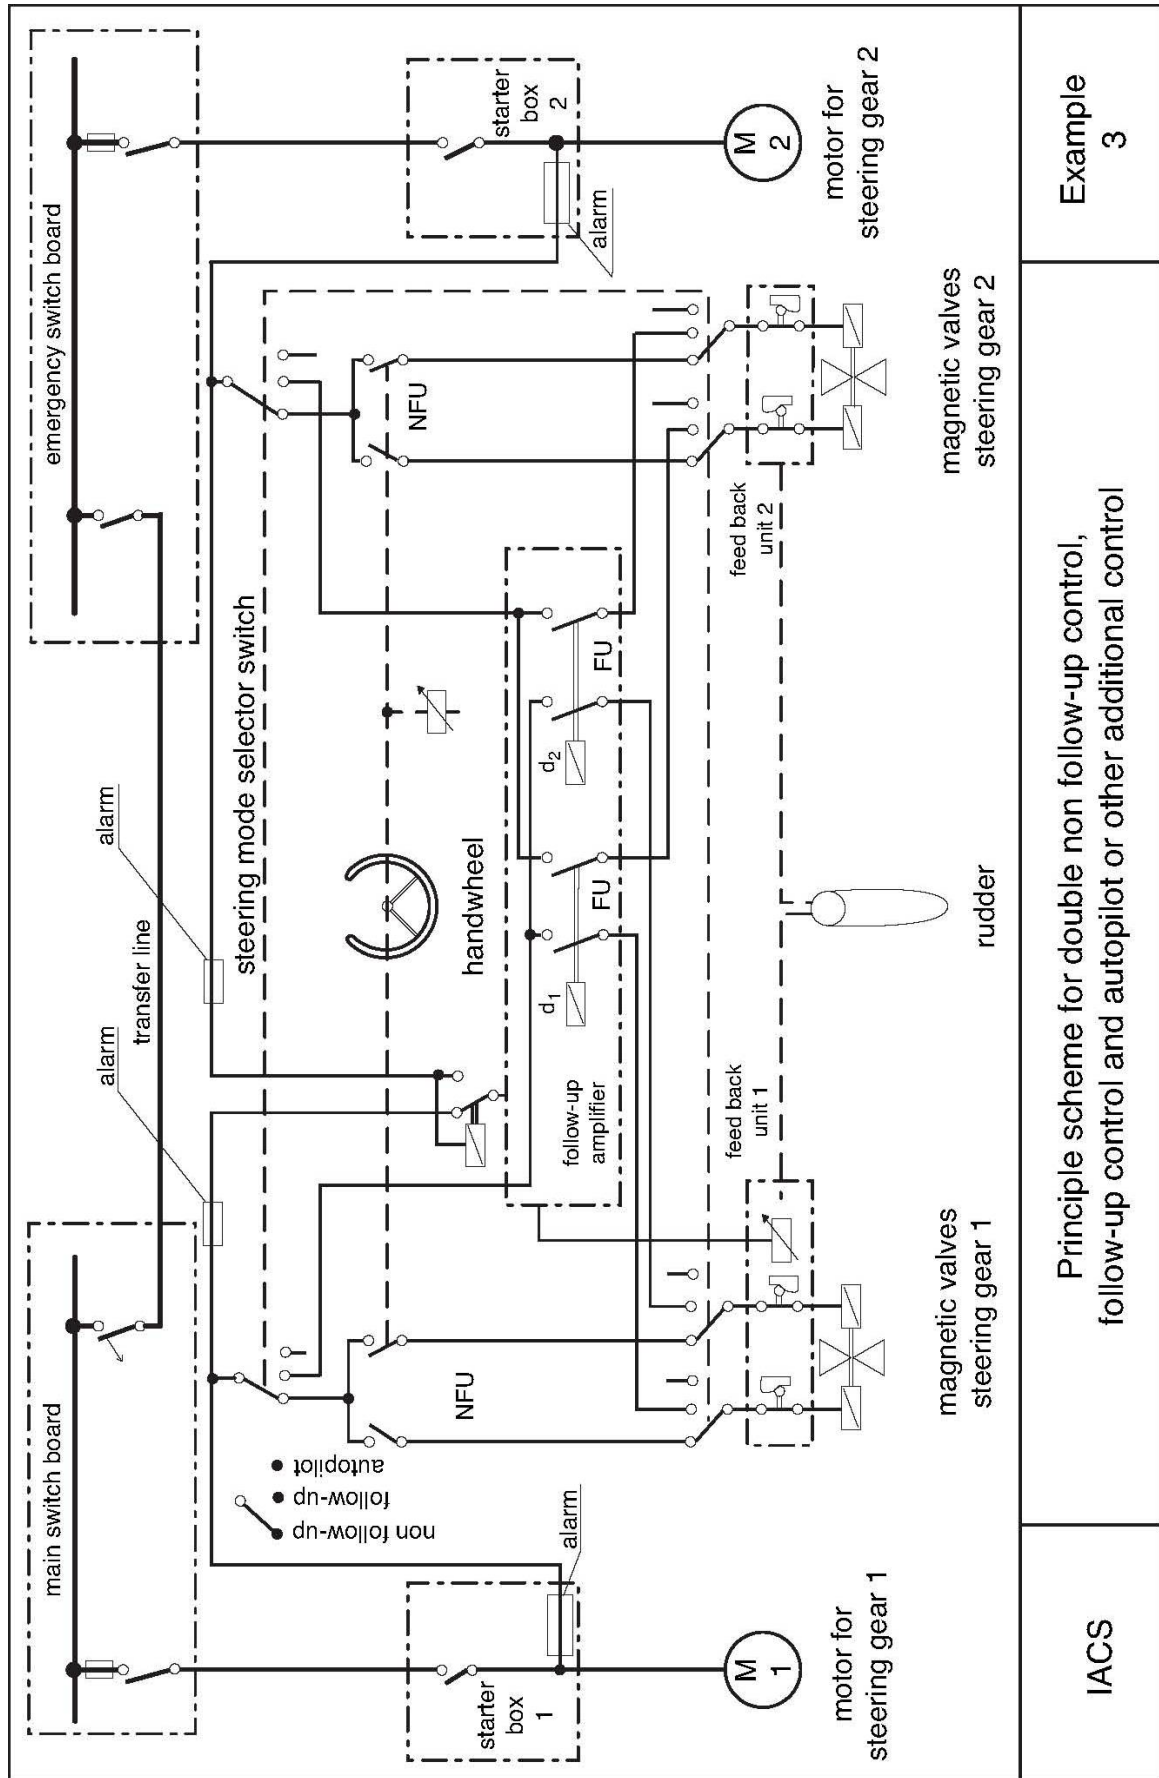 main switch board
emergency switch board
alarm
transfer line
alarm
steering mode selector switch
non follow-up
follow-up
autopilot
NFU
NFU
handwheel
starter
box
1
alarm
starter
box
2
alarm
follow-up
amplifier
d1
FU
d2
FU
M
1
M
2
feed back
unit 1
feed back
unit 2
motor for
steering gear 1
magnetic valves
steering gear 1
rudder
magnetic valves
steering gear 2
motor for
steering gear 2
IACS
Principle scheme for double non follow-up control,
follow-up control and autopilot or other additional control
Example
3